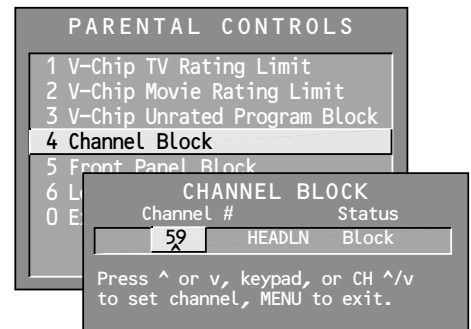 PARENTAL CONTROLS
1 V-Chip TV Rating Limit
2 V-Chip Movie Rating Limit
3 V-Chip Unrated Program Block
4 Channel Block
5 Front Panel Block
6
0
CHANNEL BLOCK
Channel # Status
59 HEADLN Block
Press ^ or v, keypad, or CH ^/v
to set channel, MENU to exit.